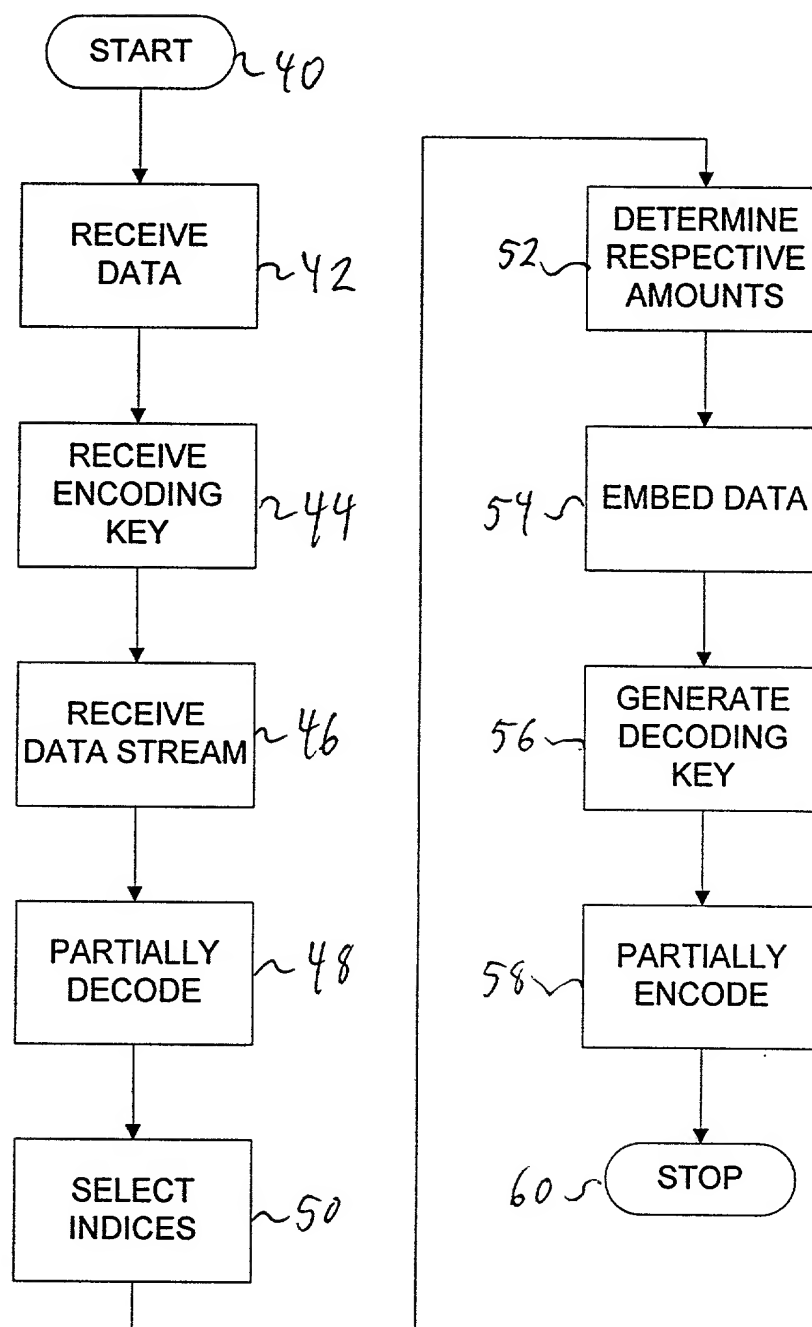 START
40
RECEIVE
DATA
42
RECEIVE
ENCODING
KEY
44
RECEIVE
DATA STREAM
46
PARTIALLY
DECODE
48
SELECT
INDICES
50
DETERMINE
RESPECTIVE
AMOUNTS
52
EMBED DATA
54
GENERATE
DECODING
KEY
56
PARTIALLY
ENCODE
58
STOP
60